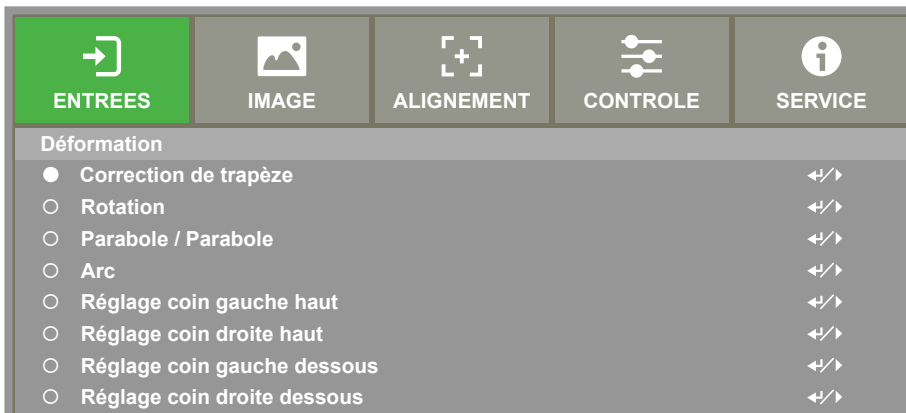 ENTREES IMAGE ALIGNEMENT CONTROLE SERVICE
Déformation
Correction de trapèze
Rotation
Parabole / Parabole
Arc
Réglage coin gauche haut
Réglage coin droite haut
Réglage coin gauche dessous
Réglage coin droite dessous